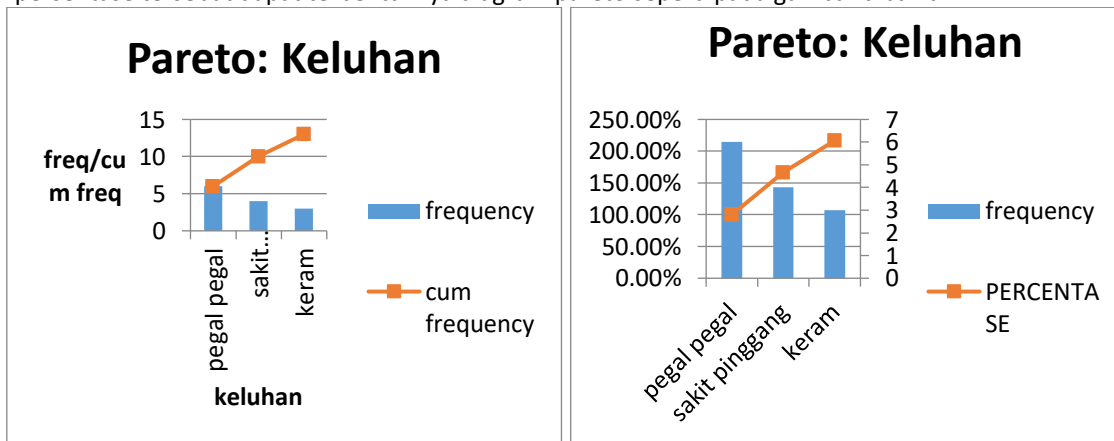 Pareto: Keluhan
15
10
5
0
freq/cu
m freq
pegal pegal
sakit…
keram
keluhan
frequency
cum
frequency
Pareto: Keluhan
250.00%
200.00%
150.00%
100.00%
50.00%
0.00%
7
6
5
4
3
2
1
0
pegal pegal
sakit pinggang
keram
frequency
PERCENTA
SE